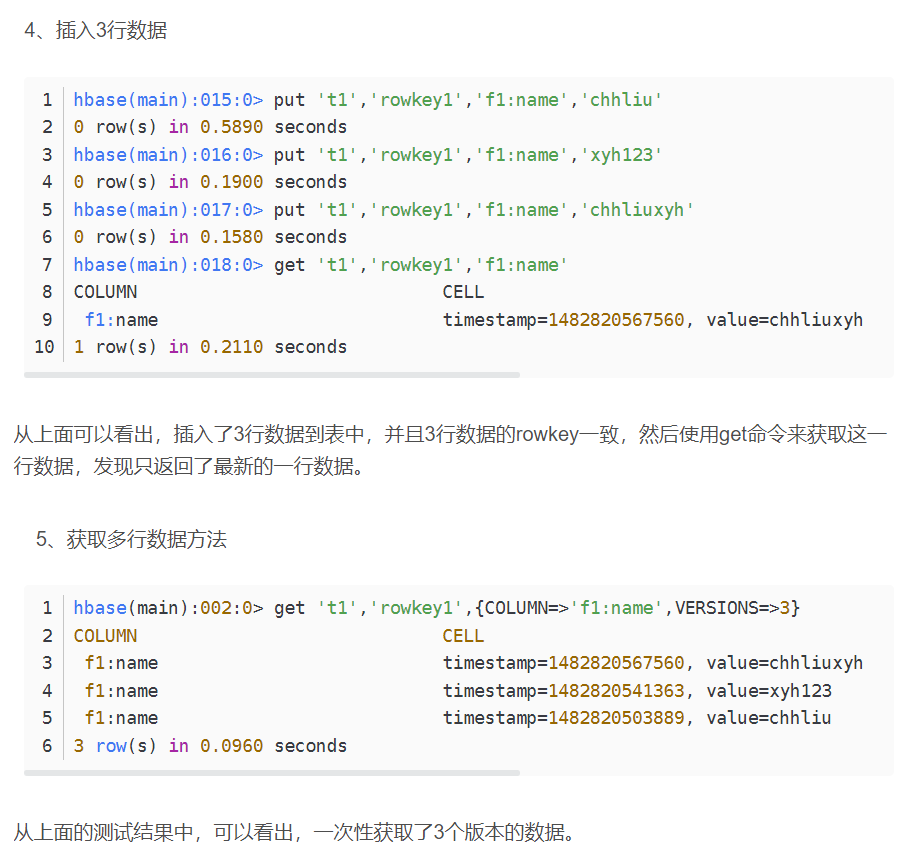 4、插入3行数据
1 hbase(main):015:0> put 't1','rowkey1','f1:name','chhliu'
2 0 row(s) in 0.5890 seconds
3 hbase(main):016:0> put 't1','rowkey1','f1:name','xyh123'
4 0 row(s) in 0.1900 seconds
5 hbase(main):017:0> put 't1','rowkey1','f1:name','chhliuxyh'
6 0 row(s) in 0.1580 seconds
7 hbase(main):018:0> get 't1','rowkey1','f1:name'
8 COLUMN CELL
9 f1:name timestamp=1482820567560, value=chhliuxyh
10 1 row(s) in 0.2110 seconds
从上面可以看出，插入了3行数据到表中，并且3行数据的rowkey一致，然后使用get命令来获取这一
行数据，发现只返回了最新的一行数据。
5、获取多行数据方法
1 hbase(main):002:0> get 't1','rowkey1',{COLUMN=>'f1:name',VERSIONS=>3}
2 COLUMN CELL
3 f1:name timestamp=1482820567560, value=chhliuxyh
4 f1:name timestamp=1482820541363, value=xyh123
5 f1:name timestamp=1482820503889, value=chhliu
6 3 row(s) in 0.0960 seconds
从上面的测试结果中，可以看出，一次性获取了3个版本的数据。